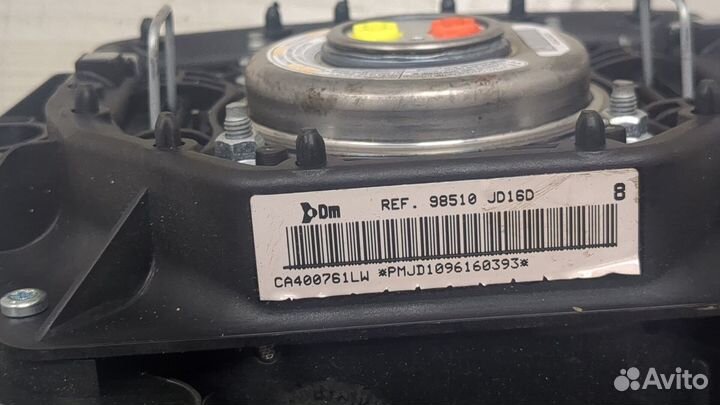 Dm REF. 98510 JD16D 8
CA400761LW *PMJD1096160393*
Avito